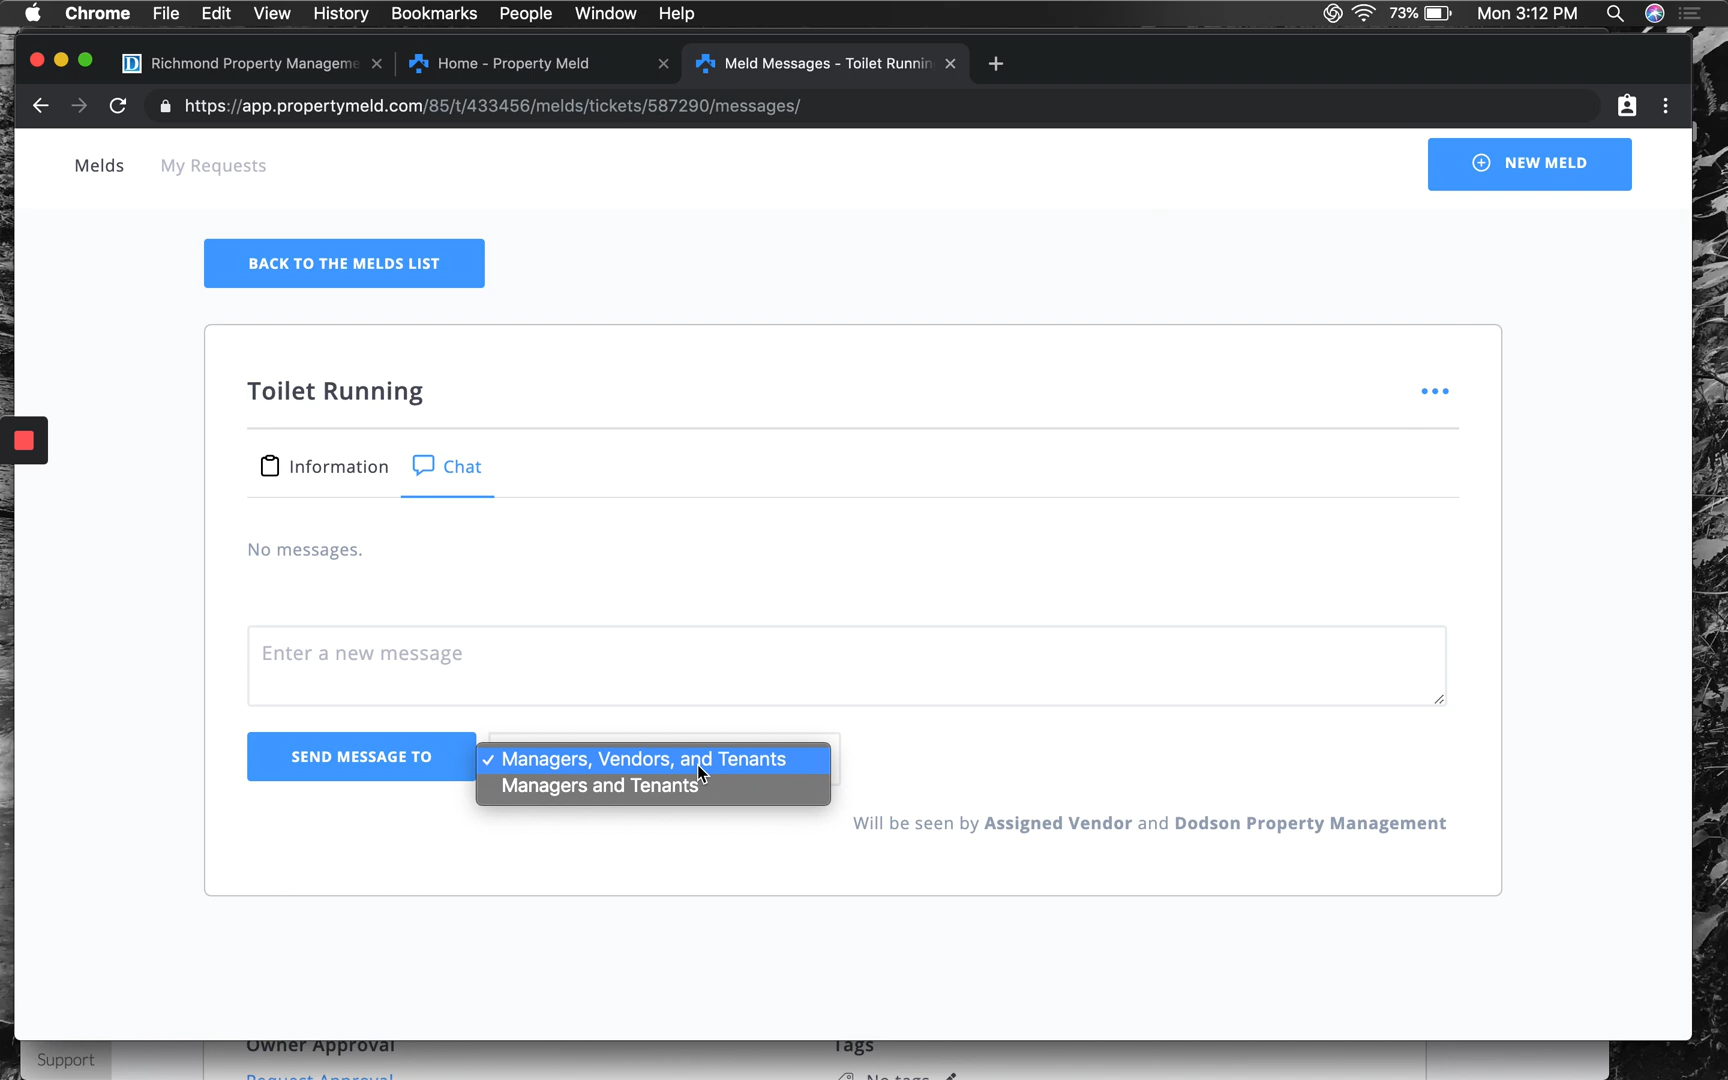 Chrome File Edit View History Bookmarks People Window Help 73% Mon 3:12 PM
Richmond Property Manageme Home - Property Meld Meld Messages - Toilet Runnin
https://app.propertymeld.com/85/t/433456/melds/tickets/587290/messages/
Melds My Requests NEW MELD
BACK TO THE MELDS LIST
Toilet Running
Information Chat
No messages.
Enter a new message
SEND MESSAGE TO
✓ Managers, Vendors, and Tenants
Managers and Tenants
Will be seen by Assigned Vendor and Dodson Property Management
Owner Approval Tags
Support
Request Approval No tags